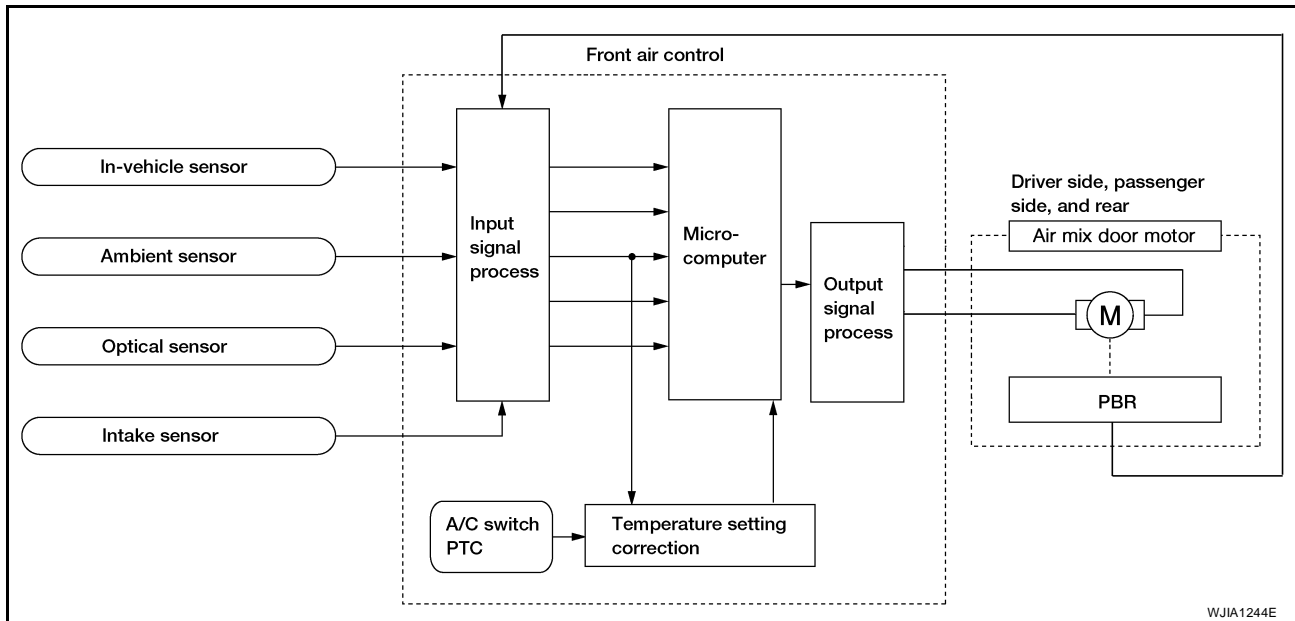 Front air control
In-vehicle sensor
Ambient sensor
Optical sensor
Intake sensor
Input
signal
process
Micro-
computer
Output
signal
process
Driver side, passenger
side, and rear
Air mix door motor
M
PBR
A/C switch
PTC
Temperature setting
correction
WJIA1244E